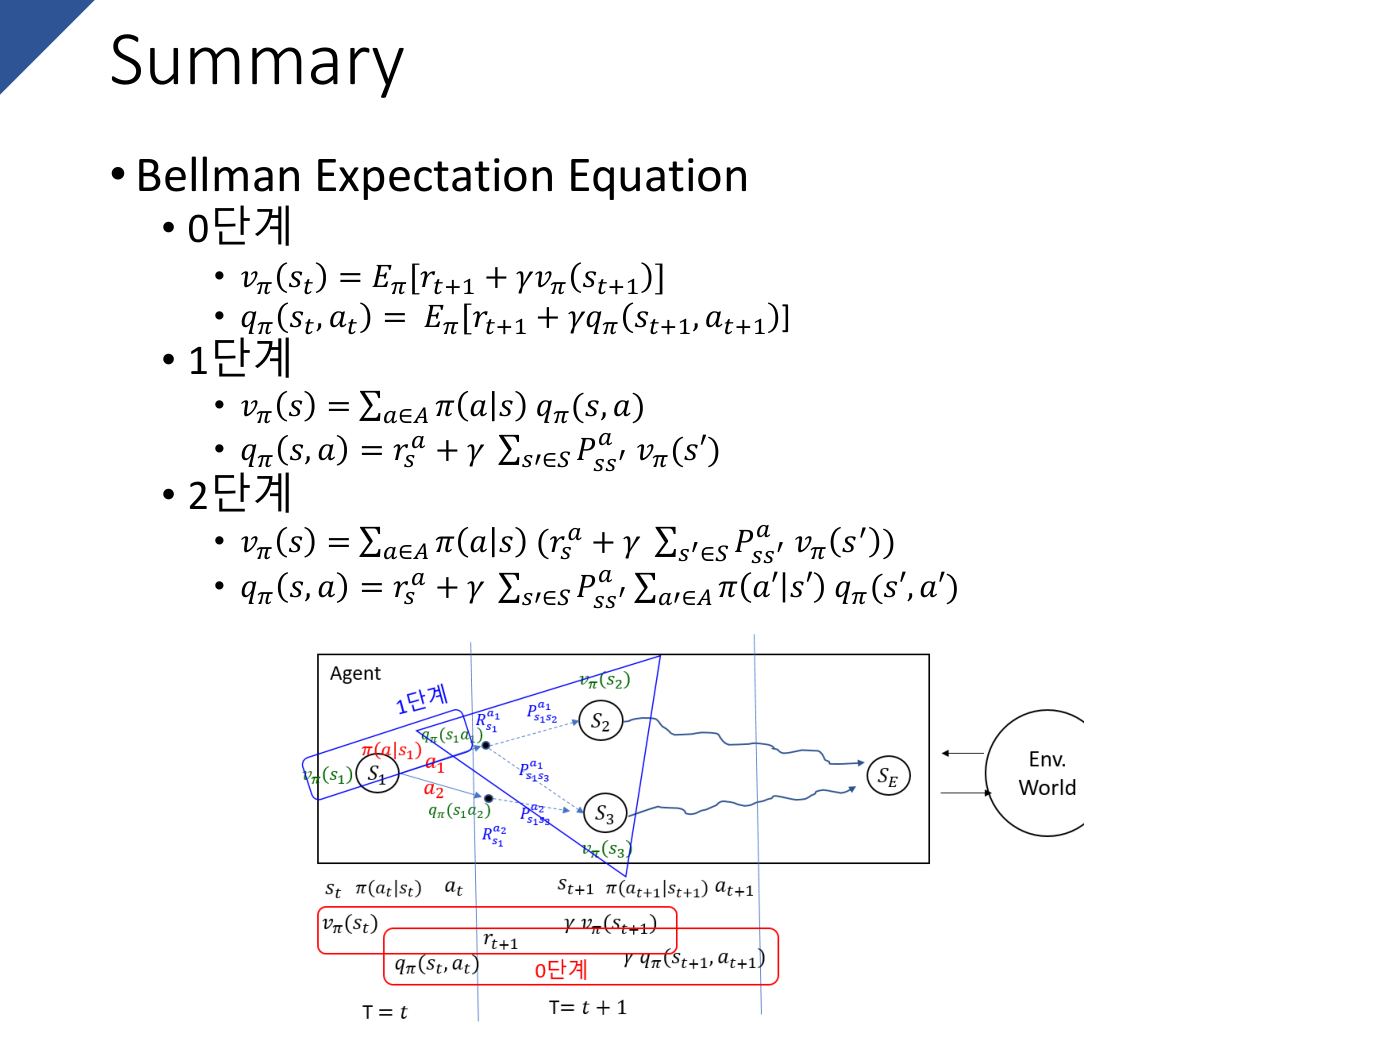 Summary
• Bellman Expectation Equation
• 0단계
• 𝑣_𝜋(𝑠_𝑡) = 𝐸_𝜋[𝑟_{𝑡+1} + 𝛾𝑣_𝜋(𝑠_{𝑡+1})]
• 𝑞_𝜋(𝑠_𝑡, 𝑎_𝑡) = 𝐸_𝜋[𝑟_{𝑡+1} + 𝛾𝑞_𝜋(𝑠_{𝑡+1}, 𝑎_{𝑡+1})]
• 1단계
• 𝑣_𝜋(𝑠) = ∑_{𝑎∈𝐴} 𝜋(𝑎|𝑠) 𝑞_𝜋(𝑠, 𝑎)
• 𝑞_𝜋(𝑠, 𝑎) = 𝑟_𝑠^𝑎 + 𝛾 ∑_{𝑠′∈𝑆} 𝑃_{𝑠𝑠′}^𝑎 𝑣_𝜋(𝑠′)
• 2단계
• 𝑣_𝜋(𝑠) = ∑_{𝑎∈𝐴} 𝜋(𝑎|𝑠) (𝑟_𝑠^𝑎 + 𝛾 ∑_{𝑠′∈𝑆} 𝑃_{𝑠𝑠′}^𝑎 𝑣_𝜋(𝑠′))
• 𝑞_𝜋(𝑠, 𝑎) = 𝑟_𝑠^𝑎 + 𝛾 ∑_{𝑠′∈𝑆} 𝑃_{𝑠𝑠′}^𝑎 ∑_{𝑎′∈𝐴} 𝜋(𝑎′|𝑠′) 𝑞_𝜋(𝑠′, 𝑎′)
Agent
1단계
𝑣_𝜋(𝑠_2)
𝑅_{𝑠_1}^{𝑎_1} 𝑃_{𝑠_1𝑠_2}^{𝑎_1} 𝑆_2
𝑞_𝜋(𝑠_1𝑎_1)
𝜋(𝑎|𝑠_1)
𝑣_𝜋(𝑠_1) 𝑆_1 𝑎_1 𝑃_{𝑠_1𝑠_3}^{𝑎_1} 𝑆_𝐸
𝑎_2
𝑞_𝜋(𝑠_1𝑎_2) 𝑃_{𝑠_1𝑠_3}^{𝑎_2} 𝑆_3
𝑅_{𝑠_1}^{𝑎_2}
𝑣_𝜋(𝑠_3)
Env.
World
𝑠_𝑡 𝜋(𝑎_𝑡|𝑠_𝑡) 𝑎_𝑡 𝑠_{𝑡+1} 𝜋(𝑎_{𝑡+1}|𝑠_{𝑡+1}) 𝑎_{𝑡+1}
𝑣_𝜋(𝑠_𝑡) 𝛾 𝑣_𝜋(𝑠_{𝑡+1})
𝑟_{𝑡+1}
𝑞_𝜋(𝑠_𝑡, 𝑎_𝑡) 0단계 𝛾 𝑞_𝜋(𝑠_{𝑡+1}, 𝑎_{𝑡+1})
T = 𝑡 T= 𝑡 + 1